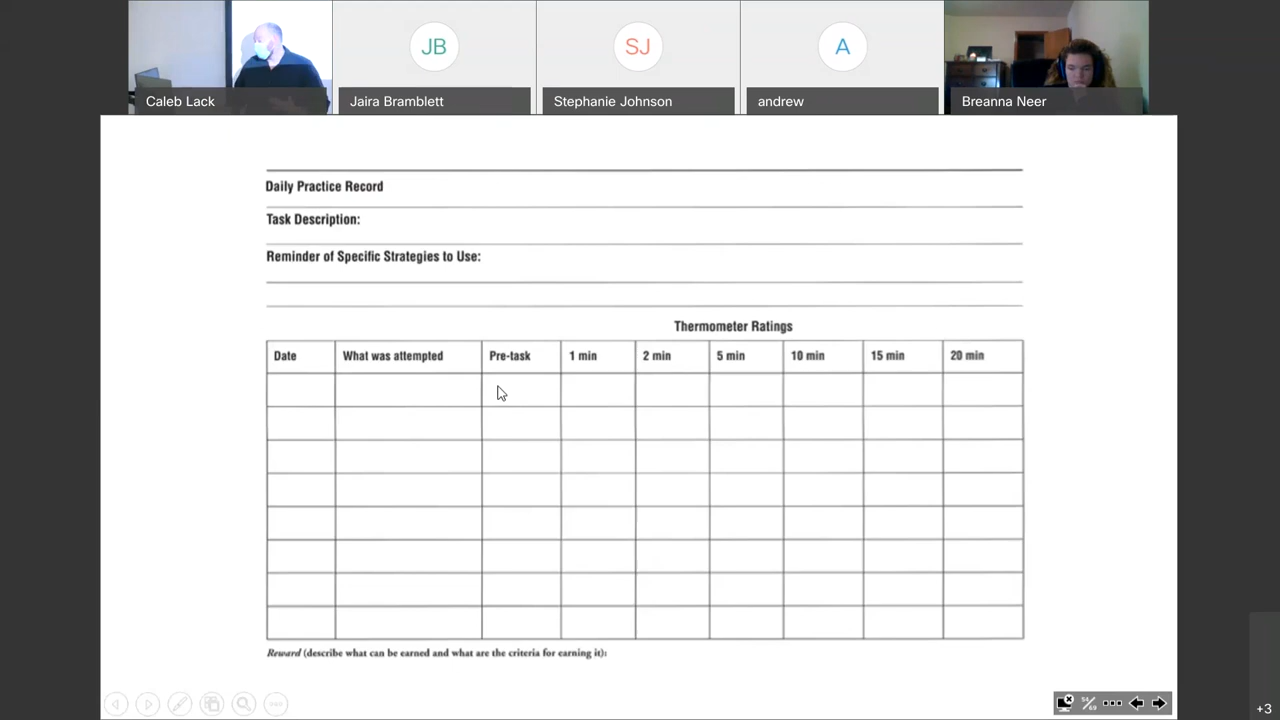 JB
SJ
A
Caleb Lack
Jaira Bramblett
Stephanie Johnson
andrew
Breanna Neer
Daily Practice Record
Task Description:
Reminder of Specific Strategies to Use:
Thermometer Ratings
Date What was attempted Pre-task 1 min 2 min 5 min 10 min 15 min 20 min
Reward (describe what can be earned and what are the criteria for earning it):
+3